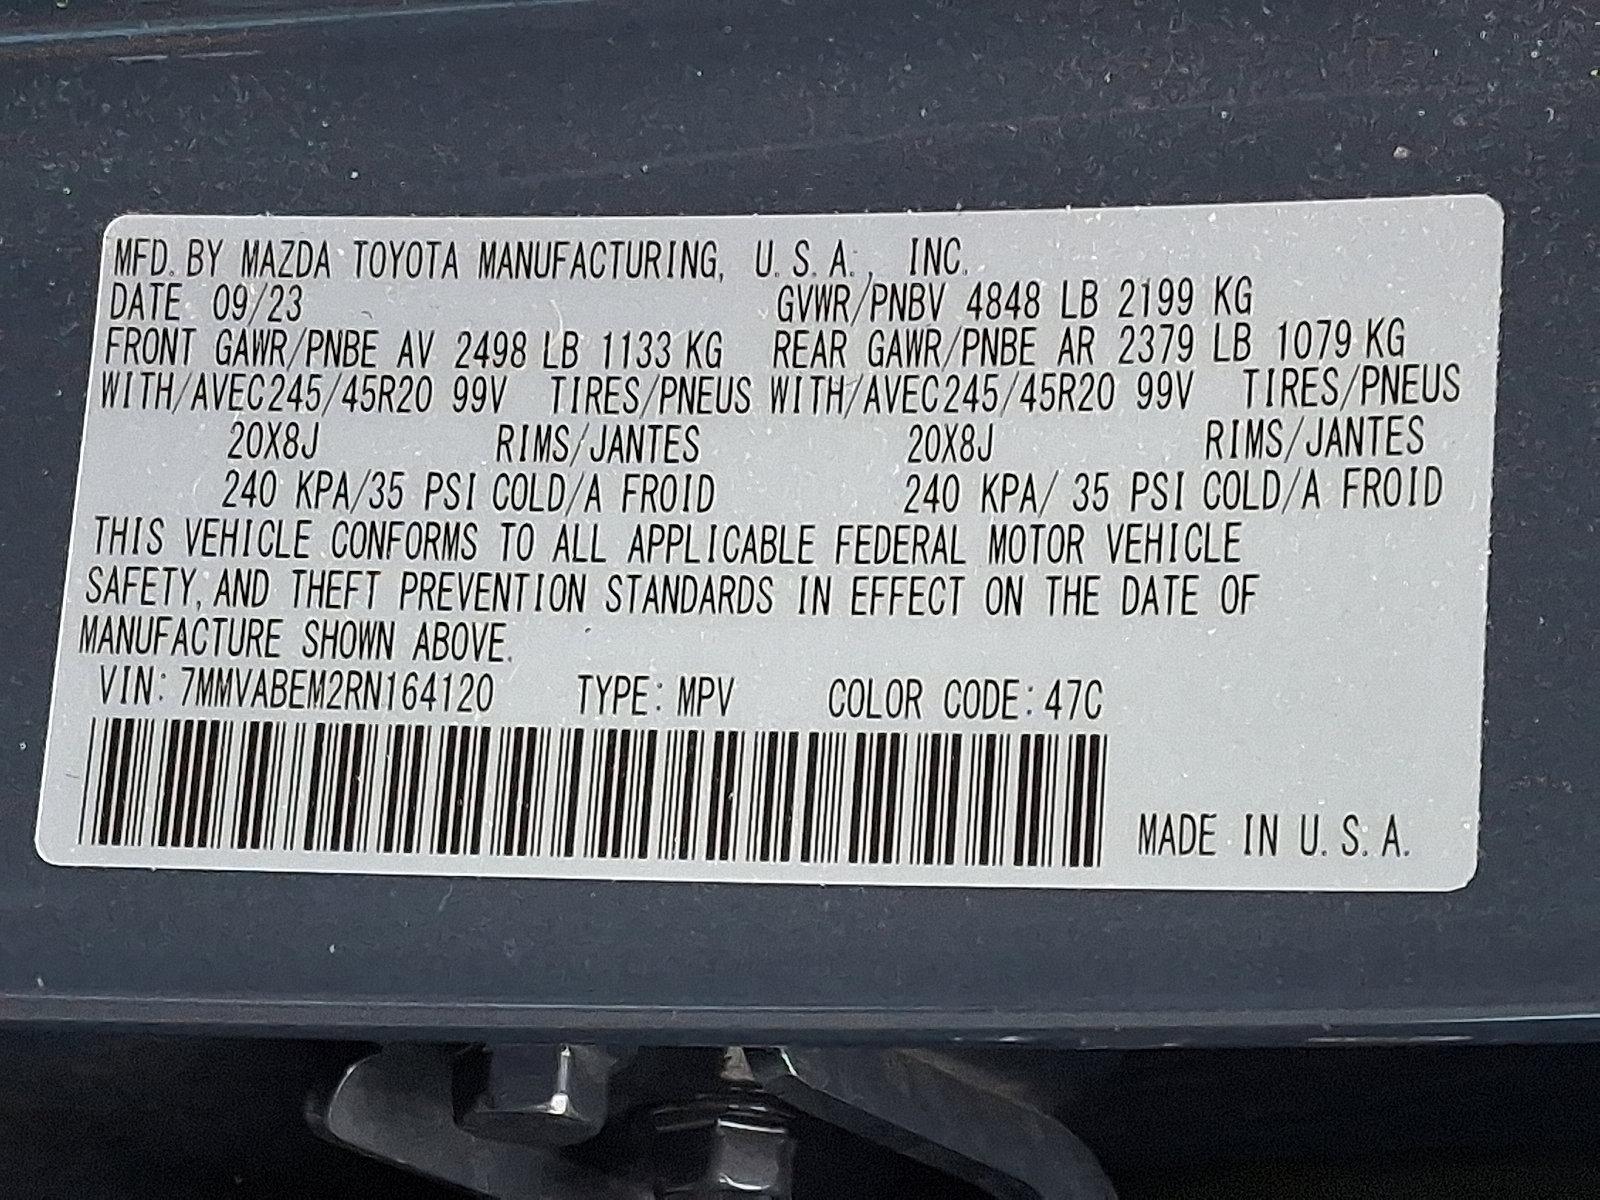 MFD. BY MAZDA TOYOTA MANUFACTURING, U. S. A., INC.
DATE 09/23 GVWR/PNBV 4848 LB 2199 KG
FRONT GAWR/PNBE AV 2498 LB 1133 KG REAR GAWR/PNBE AR 2379 LB 1079 KG
WITH/AVEC245/45R20 99V TIRES/PNEUS WITH/AVEC245/45R20 99V TIRES/PNEUS
20X8J RIMS/JANTES 20X8J RIMS/JANTES
240 KPA/35 PSI COLD/A FROID 240 KPA/ 35 PSI COLD/A FROID
THIS VEHICLE CONFORMS TO ALL APPLICABLE FEDERAL MOTOR VEHICLE
SAFETY, AND THEFT PREVENTION STANDARDS IN EFFECT ON THE DATE OF
MANUFACTURE SHOWN ABOVE.
VIN: 7MMVABEM2RN164120 TYPE: MPV COLOR CODE: 47C
MADE IN U. S. A.